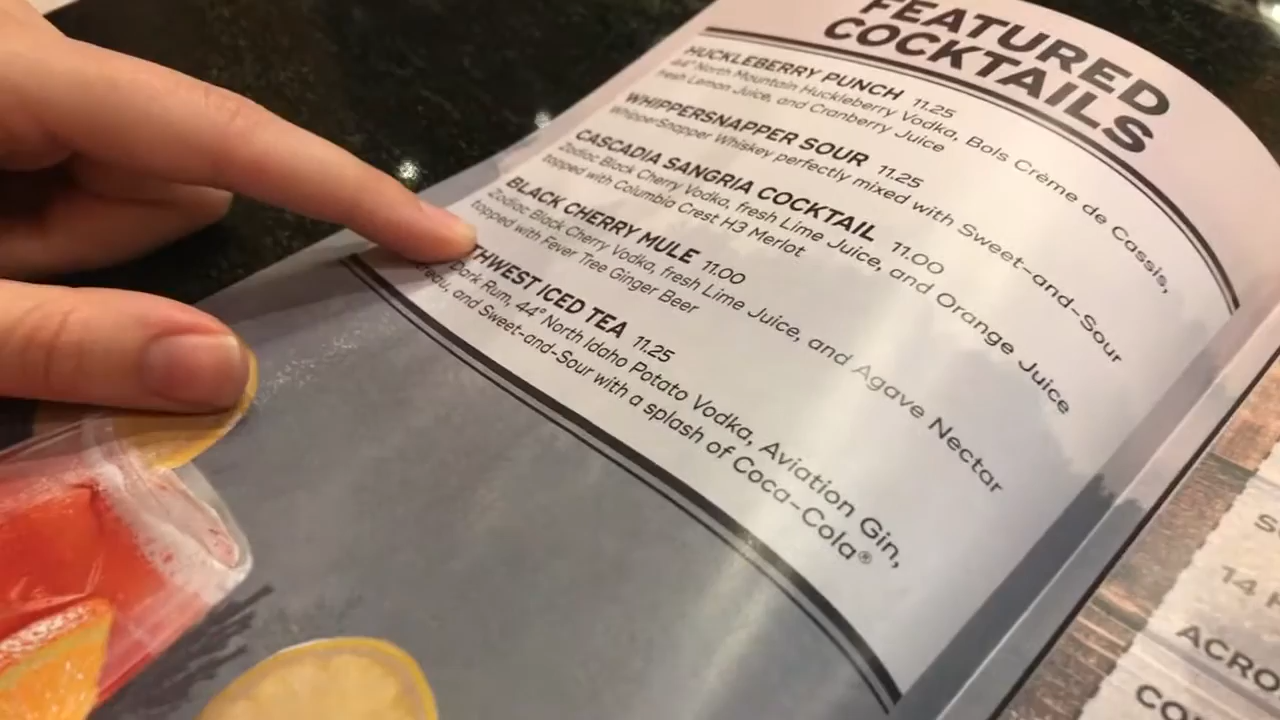 FEATURED
COCKTAILS
HUCKLEBERRY PUNCH 11.25
44° North Mountain Huckleberry Vodka, Bols Crème de Cassis,
fresh Lemon Juice, and Cranberry Juice
WHIPPERSNAPPER SOUR 11.25
WhipperSnapper Whiskey perfectly mixed with Sweet-and-Sour
CASCADIA SANGRIA COCKTAIL 11.00
Zodiac Black Cherry Vodka, fresh Lime Juice, and Orange Juice
topped with Columbia Crest H3 Merlot
BLACK CHERRY MULE 11.00
Zodiac Black Cherry Vodka, fresh Lime Juice, and Agave Nectar
topped with Fever Tree Ginger Beer
THWEST ICED TEA 11.25
Dark Rum, 44° North Idaho Potato Vodka, Aviation Gin,
and Sweet-and-Sour with a splash of Coca-Cola®
14
ACRO